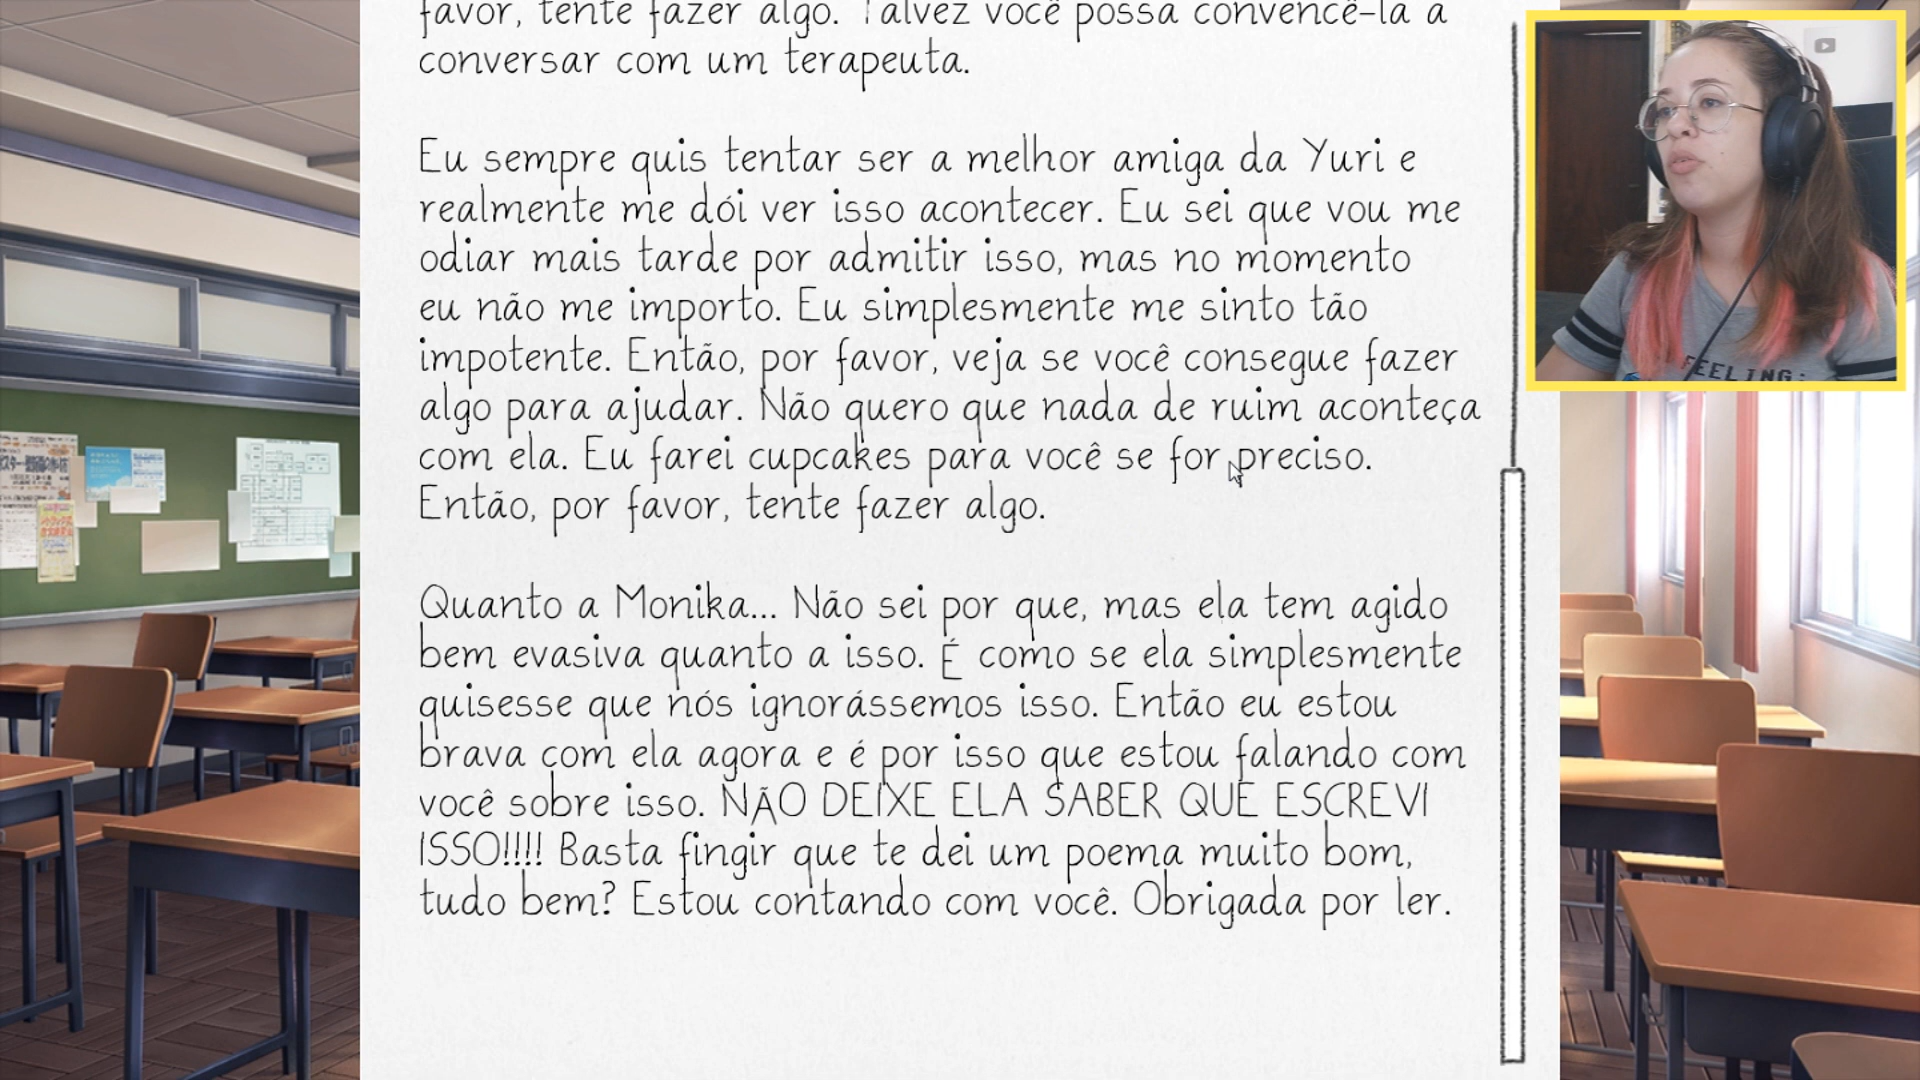 favor, tente fazer algo. Talvez você possa convencê-la a
conversar com um terapeuta.
Eu sempre quis tentar ser a melhor amiga da Yuri e
realmente me dói ver isso acontecer. Eu sei que vou me
odiar mais tarde por admitir isso, mas no momento
eu não me importo. Eu simplesmente me sinto tão
impotente. Então, por favor, veja se você consegue fazer
algo para ajudar. Não quero que nada de ruim aconteça
com ela. Eu farei cupcakes para você se for preciso.
Então, por favor, tente fazer algo.
Quanto a Monika... Não sei por que, mas ela tem agido
bem evasiva quanto a isso. É como se ela simplesmente
quisesse que nós ignorássemos isso. Então eu estou
brava com ela agora e é por isso que estou falando com
você sobre isso. NÃO DEIXE ELA SABER QUE ESCREVI
ISSO!!!! Basta fingir que te dei um poema muito bom,
tudo bem? Estou contando com você. Obrigada por ler.
FEELING: